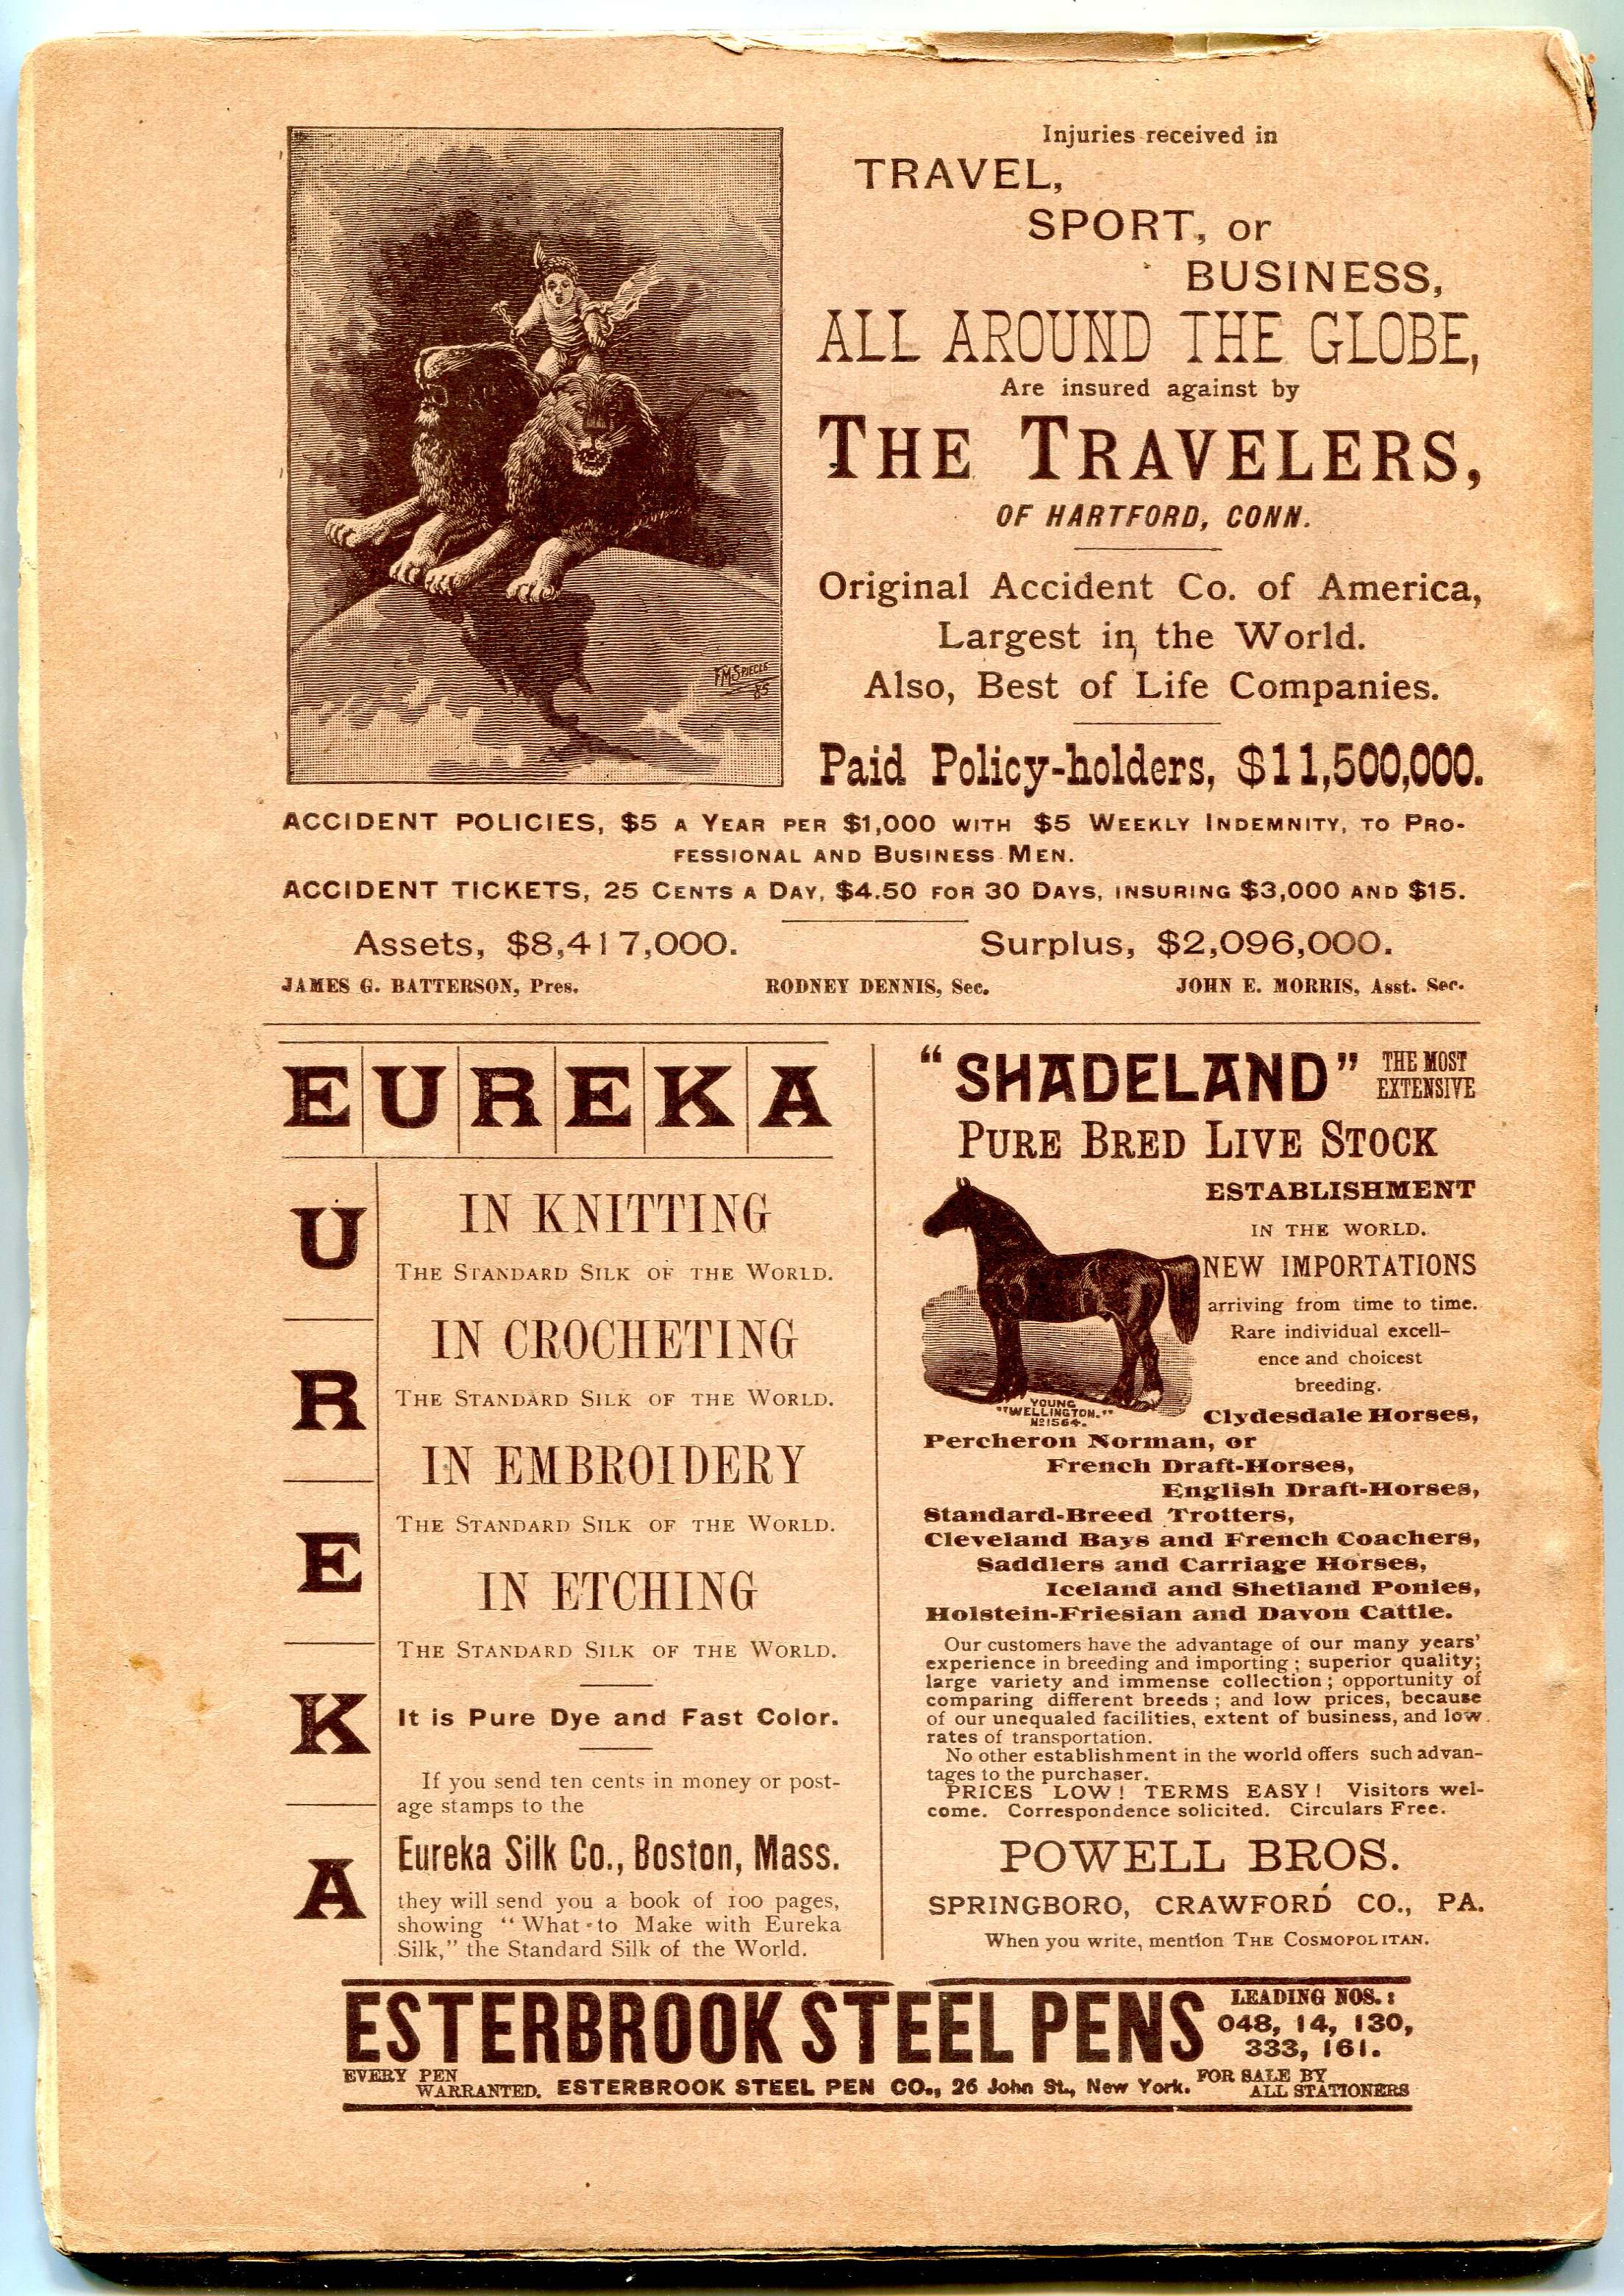 Injuries received in
TRAVEL,
SPORT, or
BUSINESS,
ALL AROUND THE GLOBE,
Are insured against by
THE TRAVELERS,
OF HARTFORD, CONN.
Original Accident Co. of America,
Largest in the World.
Also, Best of Life Companies.
Paid Policy-holders, $11,500,000.
F.M.SPIEGLE
85
ACCIDENT POLICIES, $5 A YEAR PER $1,000 WITH $5 WEEKLY INDEMNITY, TO PRO-
FESSIONAL AND BUSINESS MEN.
ACCIDENT TICKETS, 25 CENTS A DAY, $4.50 FOR 30 DAYS, INSURING $3,000 AND $15.
Assets, $8,417,000. Surplus, $2,096,000.
JAMES G. BATTERSON, Pres. RODNEY DENNIS, Sec. JOHN E. MORRIS, Asst. Sec.
EUREKA
U
R
E
K
A
IN KNITTING
THE STANDARD SILK OF THE WORLD.
IN CROCHETING
THE STANDARD SILK OF THE WORLD.
IN EMBROIDERY
THE STANDARD SILK OF THE WORLD.
IN ETCHING
THE STANDARD SILK OF THE WORLD.
It is Pure Dye and Fast Color.
If you send ten cents in money or post-
age stamps to the
Eureka Silk Co., Boston, Mass.
they will send you a book of 100 pages,
showing "What to Make with Eureka
Silk," the Standard Silk of the World.
"SHADELAND" THE MOST
EXTENSIVE
PURE BRED LIVE STOCK
ESTABLISHMENT
IN THE WORLD.
NEW IMPORTATIONS
arriving from time to time.
Rare individual excell-
ence and choicest
breeding.
YOUNG
"WELLINGTON."
No 1564.
Clydesdale Horses,
Percheron Norman, or
French Draft-Horses,
English Draft-Horses,
Standard-Breed Trotters,
Cleveland Bays and French Coachers,
Saddlers and Carriage Horses,
Iceland and Shetland Ponies,
Holstein-Friesian and Davon Cattle.
Our customers have the advantage of our many years'
experience in breeding and importing; superior quality;
large variety and immense collection; opportunity of
comparing different breeds; and low prices, because
of our unequaled facilities, extent of business, and low
rates of transportation.
No other establishment in the world offers such advan-
tages to the purchaser.
PRICES LOW! TERMS EASY! Visitors wel-
come. Correspondence solicited. Circulars Free.
POWELL BROS.
SPRINGBORO, CRAWFORD CO., PA.
When you write, mention THE COSMOPOLITAN.
ESTERBROOK STEEL PENS
LEADING NOS.:
048, 14, 130,
333, 161.
EVERY PEN
WARRANTED. ESTERBROOK STEEL PEN CO., 26 John St., New York. FOR SALE BY
ALL STATIONERS